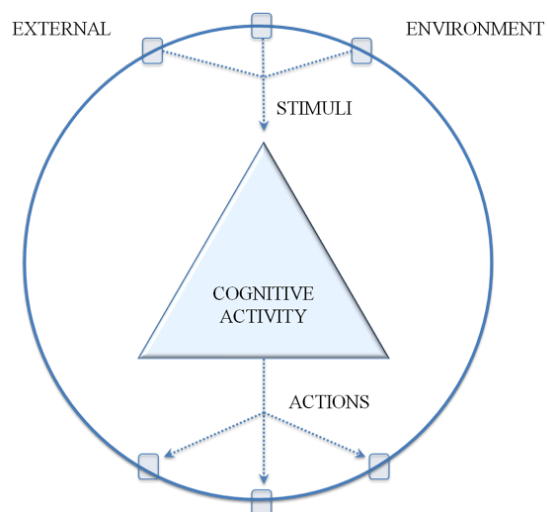 EXTERNAL ENVIRONMENT
STIMULI
COGNITIVE
ACTIVITY
ACTIONS